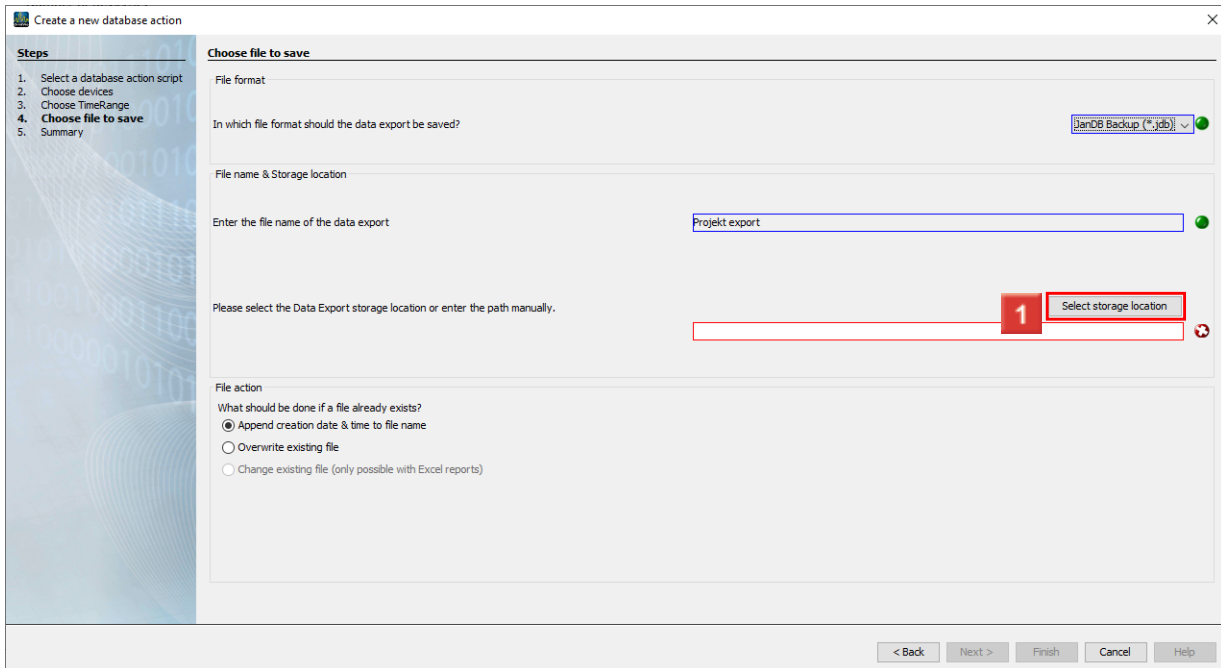 Create a new database action
Steps
1. Select a database action script
2. Choose devices
3. Choose TimeRange
4. Choose file to save
5. Summary
Choose file to save
File format
In which file format should the data export be saved?
JanDB Backup (*.jdb)
File name & Storage location
Enter the file name of the data export
Projekt export
Please select the Data Export storage location or enter the path manually.
1
Select storage location
File action
What should be done if a file already exists?
Append creation date & time to file name
Overwrite existing file
Change existing file (only possible with Excel reports)
< Back
Next >
Finish
Cancel
Help